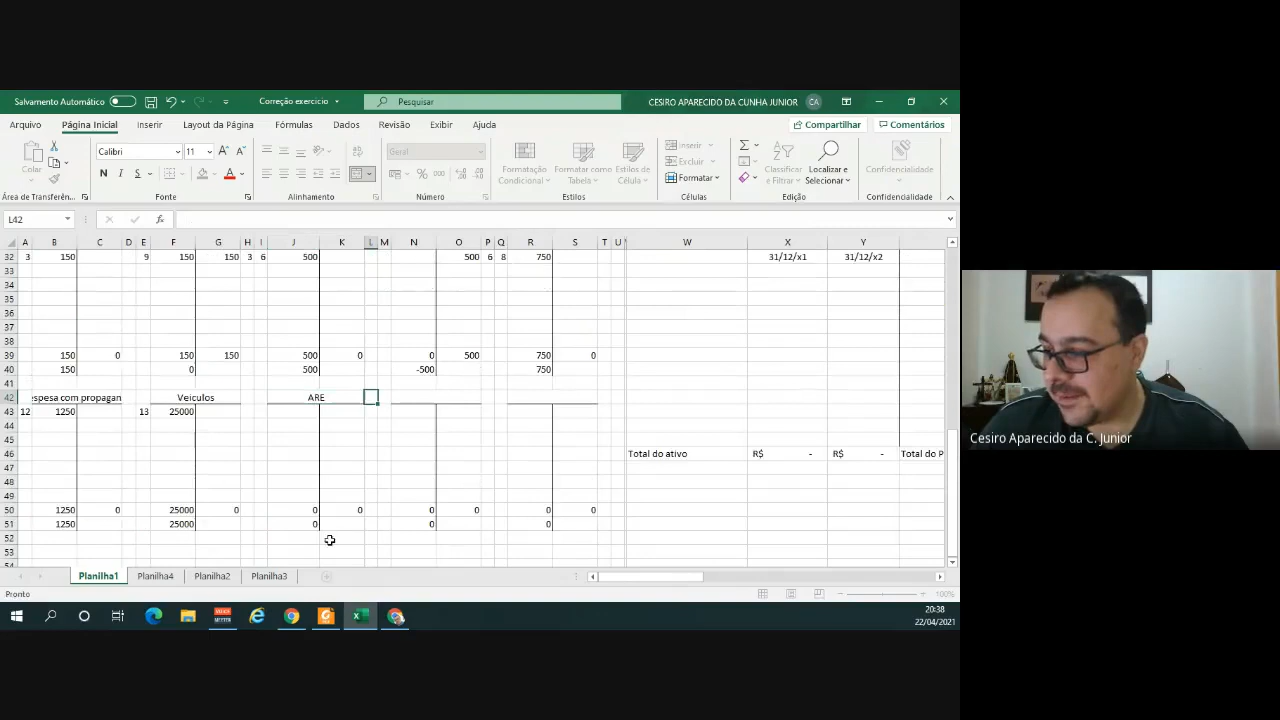 Salvamento Automático
Correção exercicio
Pesquisar
CESIRO APARECIDO DA CUNHA JUNIOR CA
Arquivo Página Inicial Inserir Layout da Página Fórmulas Dados Revisão Exibir Ajuda Compartilhar Comentários
Colar
Calibri 11
N I S
Geral
Formatação Condicional
Formatar como Tabela
Estilos de Célula
Inserir
Excluir
Formatar
Classificar e Filtrar
Localizar e Selecionar
Confidencialidade
Área de Transferên... Fonte Alinhamento Número Estilos Células Edição Confidencialidade
L42 fx
A B C D E F G H I J K L M N O P Q R S T U W X Y
32 3 150 9 150 150 3 6 500 500 6 8 750 31/12/x1 31/12/x2
33
34
35
36
37
38
39 150 0 150 150 500 0 0 500 750 0
40 150 0 500 -500 750
41
42 espesa com propagan Veiculos ARE
43 12 1250 13 25000
44
45
46 Total do ativo R$ - R$ - Total do P
47
48
49
50 1250 0 25000 0 0 0 0 0 0 0
51 1250 25000 0 0 0
52
53
54
Planilha1 Planilha4 Planilha2 Planilha3
Pronto
100%
20:38
22/04/2021
Cesiro Aparecido da C. Junior